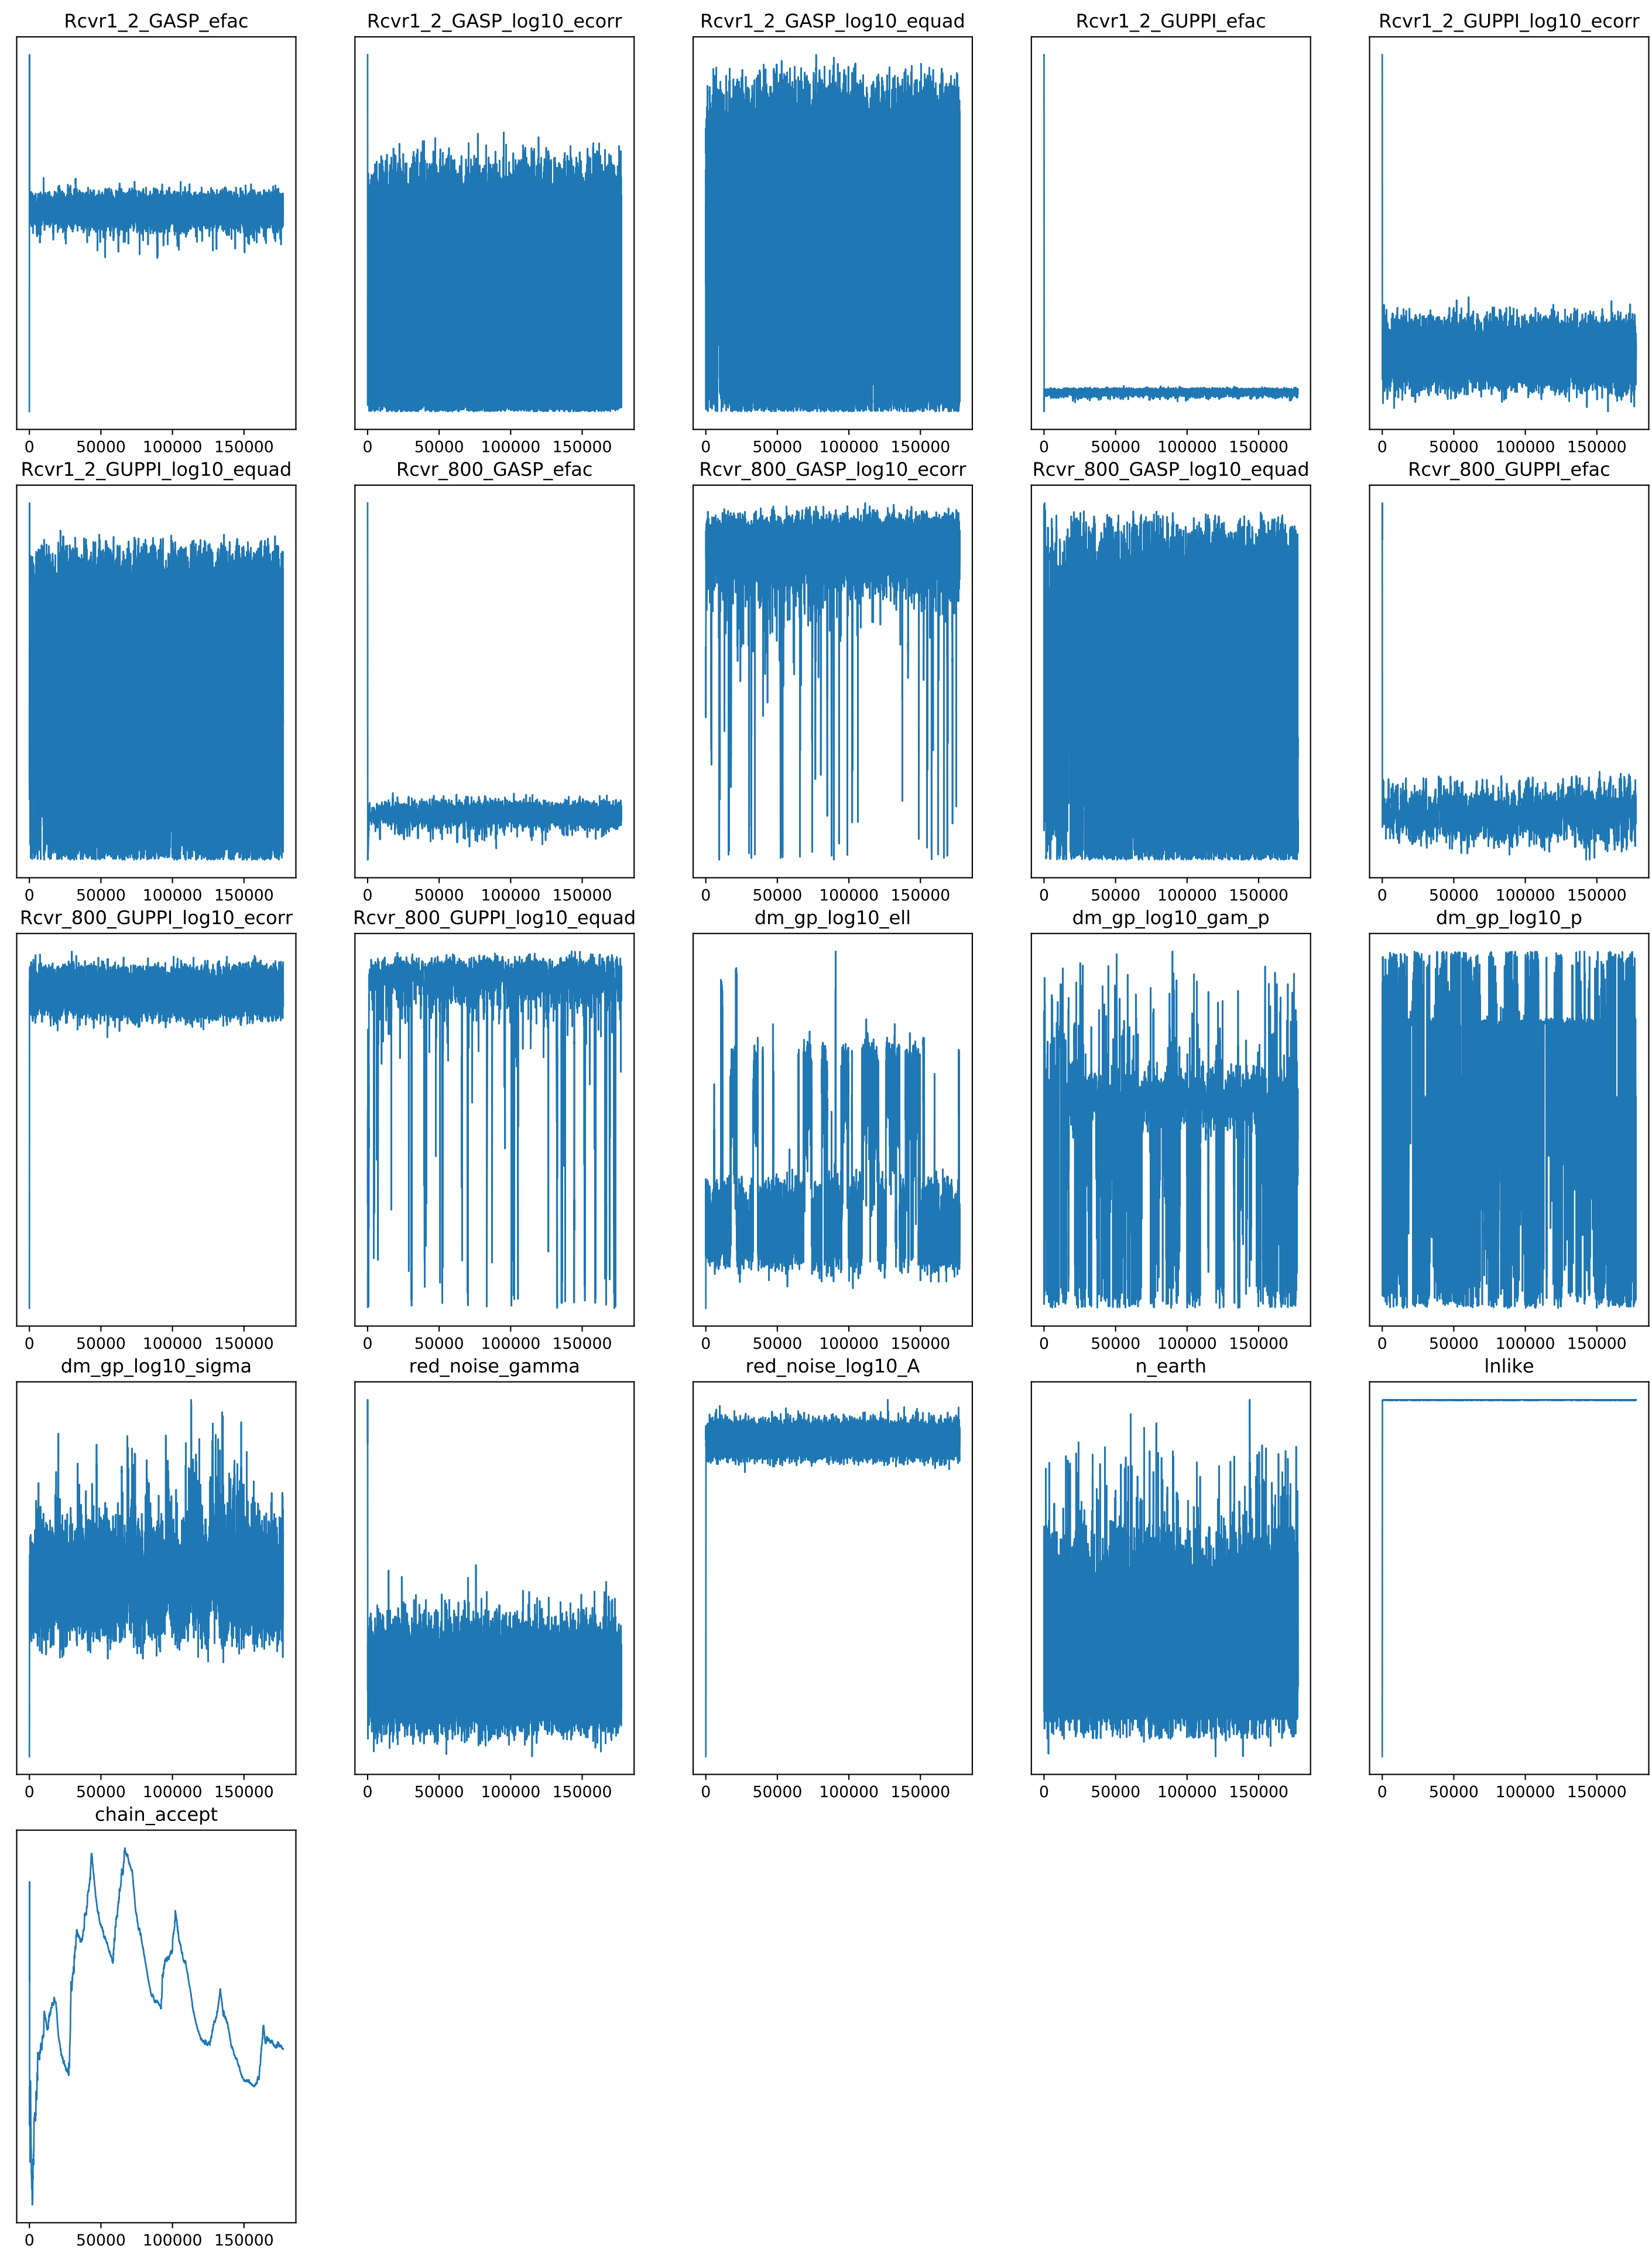 Rcvr1_2_GASP_efac Rcvr1_2_GASP_log10_ecorr Rcvr1_2_GASP_log10_equad Rcvr1_2_GUPPI_efac Rcvr1_2_GUPPI_log10_ecorr
0 50000 100000 150000 0 50000 100000 150000 0 50000 100000 150000 0 50000 100000 150000 0 50000 100000 150000
Rcvr1_2_GUPPI_log10_equad Rcvr_800_GASP_efac Rcvr_800_GASP_log10_ecorr Rcvr_800_GASP_log10_equad Rcvr_800_GUPPI_efac
0 50000 100000 150000 0 50000 100000 150000 0 50000 100000 150000 0 50000 100000 150000 0 50000 100000 150000
Rcvr_800_GUPPI_log10_ecorr Rcvr_800_GUPPI_log10_equad dm_gp_log10_ell dm_gp_log10_gam_p dm_gp_log10_p
0 50000 100000 150000 0 50000 100000 150000 0 50000 100000 150000 0 50000 100000 150000 0 50000 100000 150000
dm_gp_log10_sigma red_noise_gamma red_noise_log10_A n_earth lnlike
0 50000 100000 150000 0 50000 100000 150000 0 50000 100000 150000 0 50000 100000 150000 0 50000 100000 150000
chain_accept
0 50000 100000 150000